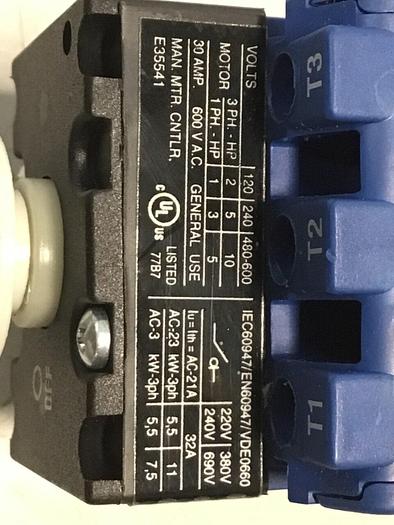 T3
T2
T1
VOLTS 120 240 480-600
MOTOR 3 PH. - HP 2 5 10
1 PH. - HP 1 3 5
30 AMP. 600 V A.C. GENERAL USE
MAN. MTR. CNTLR.
E35541
c UL us LISTED
77B7
IEC60947/EN60947/VDE0660
220V 380V
240V 690V
Iu = Ith = AC-21A 32A
AC-23 kW-3ph 5,5 11
AC-3 kW-3ph 5,5 7,5